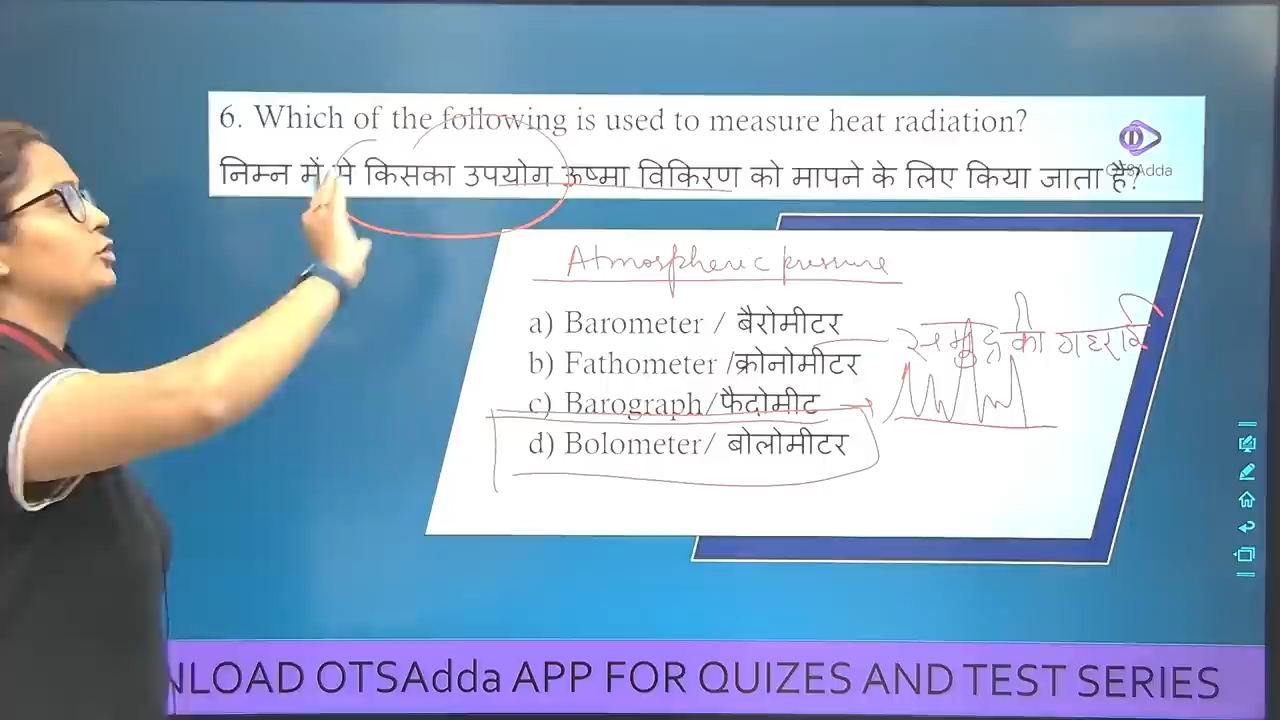 6. Which of the following is used to measure heat radiation?
निम्न में से किसका उपयोग ऊष्मा विकिरण को मापने के लिए किया जाता है?
OTSAdda
Atmospheric pressure
a) Barometer / बैरोमीटर
समुद्र की गहराई
b) Fathometer /क्रोनोमीटर
c) Barograph/फैदोमीट
d) Bolometer/ बोलोमीटर
NLOAD OTSAdda APP FOR QUIZES AND TEST SERIES